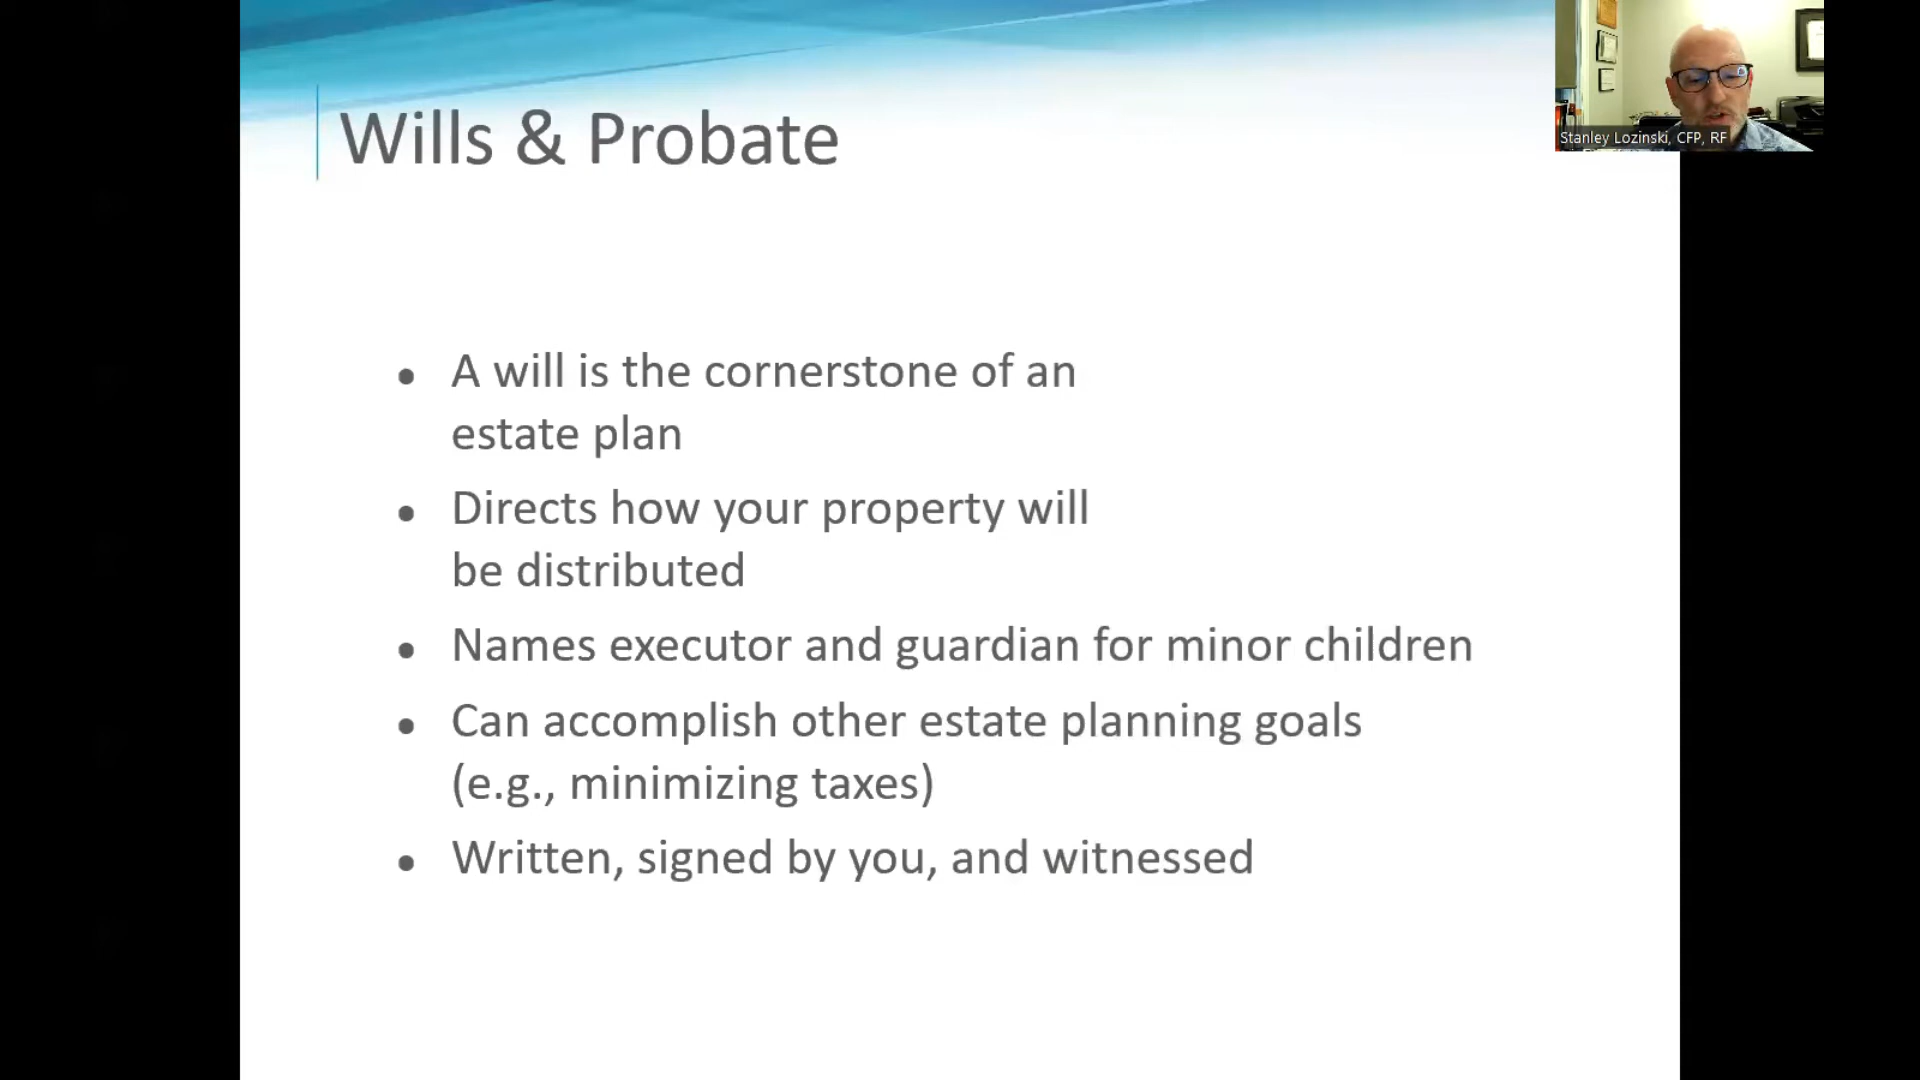 Wills & Probate
Stanley Lozinski, CFP, RF
• A will is the cornerstone of an
estate plan
• Directs how your property will
be distributed
• Names executor and guardian for minor children
• Can accomplish other estate planning goals
(e.g., minimizing taxes)
• Written, signed by you, and witnessed